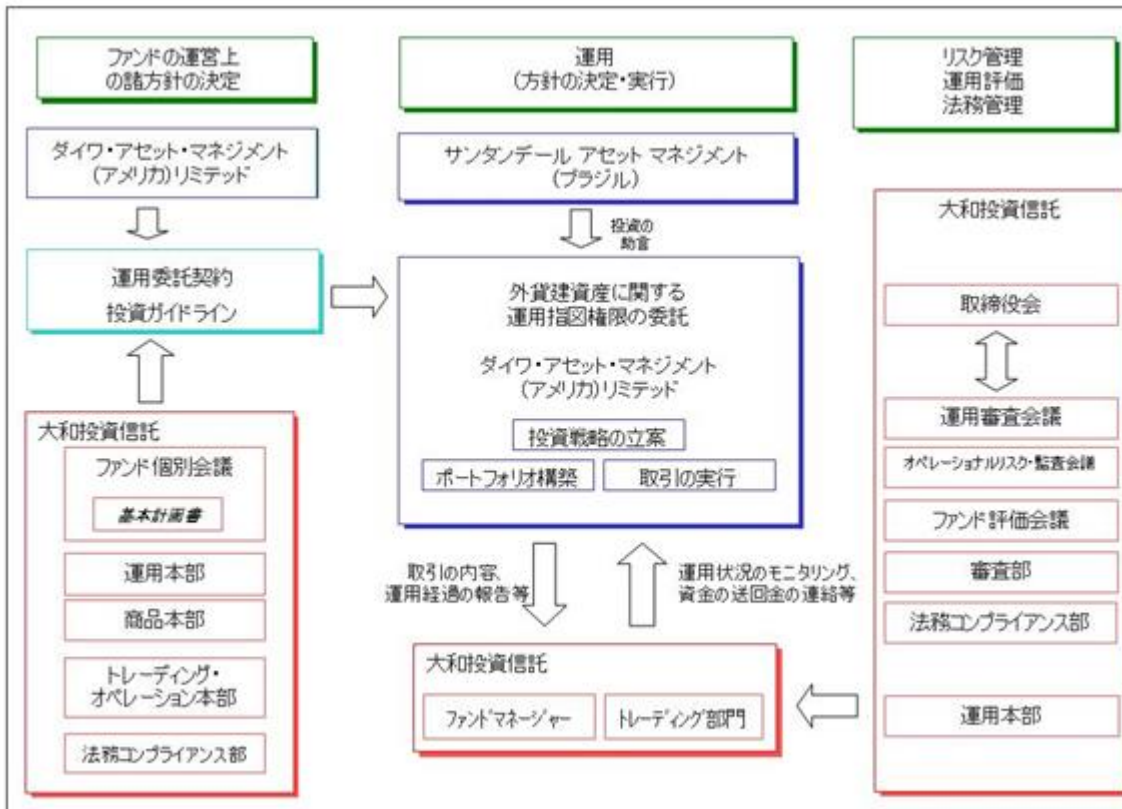 ファンドの運営上
の諸方針の決定
ダイワ・アセット・マネジメント
(アメリカ)リミテッド
運用委託契約
投資ガイドライン
大和投資信託
ファンド個別会議
基本計画書
運用本部
商品本部
トレーディング・
オペレーション本部
法務コンプライアンス部
運用
(方針の決定・実行)
サンタンデール アセット マネジメント
(ブラジル)
投資の
助言
外貨建資産に関する
運用指図権限の委託
ダイワ・アセット・マネジメント
(アメリカ)リミテッド
投資戦略の立案
ポートフォリオ構築
取引の実行
取引の内容、
運用経過の報告等
運用状況のモニタリング、
資金の送回金の連絡等
大和投資信託
ファンドマネージャー
トレーディング部門
リスク管理
運用評価
法務管理
大和投資信託
取締役会
運用審査会議
オペレーショナルリスク・監査会議
ファンド評価会議
審査部
法務コンプライアンス部
運用本部